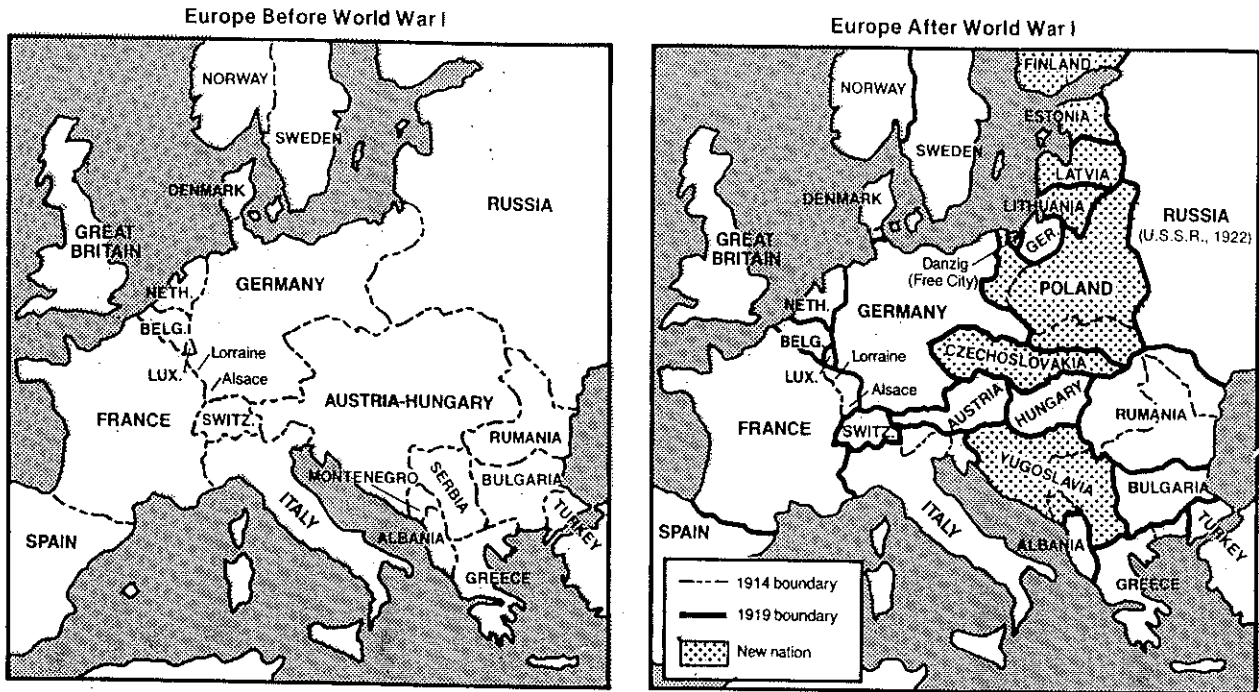 Europe Before World War I
NORWAY
SWEDEN
DENMARK
RUSSIA
GREAT
BRITAIN
NETH.
GERMANY
BELG.
Lorraine
LUX.
Alsace
FRANCE
SWITZ.
AUSTRIA-HUNGARY
RUMANIA
MONTENEGRO
SERBIA
BULGARIA
ITALY
TURKEY
SPAIN
ALBANIA
GREECE
Europe After World War I
FINLAND
NORWAY
ESTONIA
SWEDEN
LATVIA
DENMARK
LITHUANIA
RUSSIA
(U.S.S.R., 1922)
GREAT
BRITAIN
GER.
Danzig
(Free City)
POLAND
NETH.
GERMANY
BELG.
CZECHOSLOVAKIA
Lorraine
LUX.
Alsace
AUSTRIA
HUNGARY
RUMANIA
FRANCE
SWITZ.
YUGOSLAVIA
BULGARIA
ITALY
TURKEY
SPAIN
ALBANIA
GREECE
1914 boundary
1919 boundary
New nation